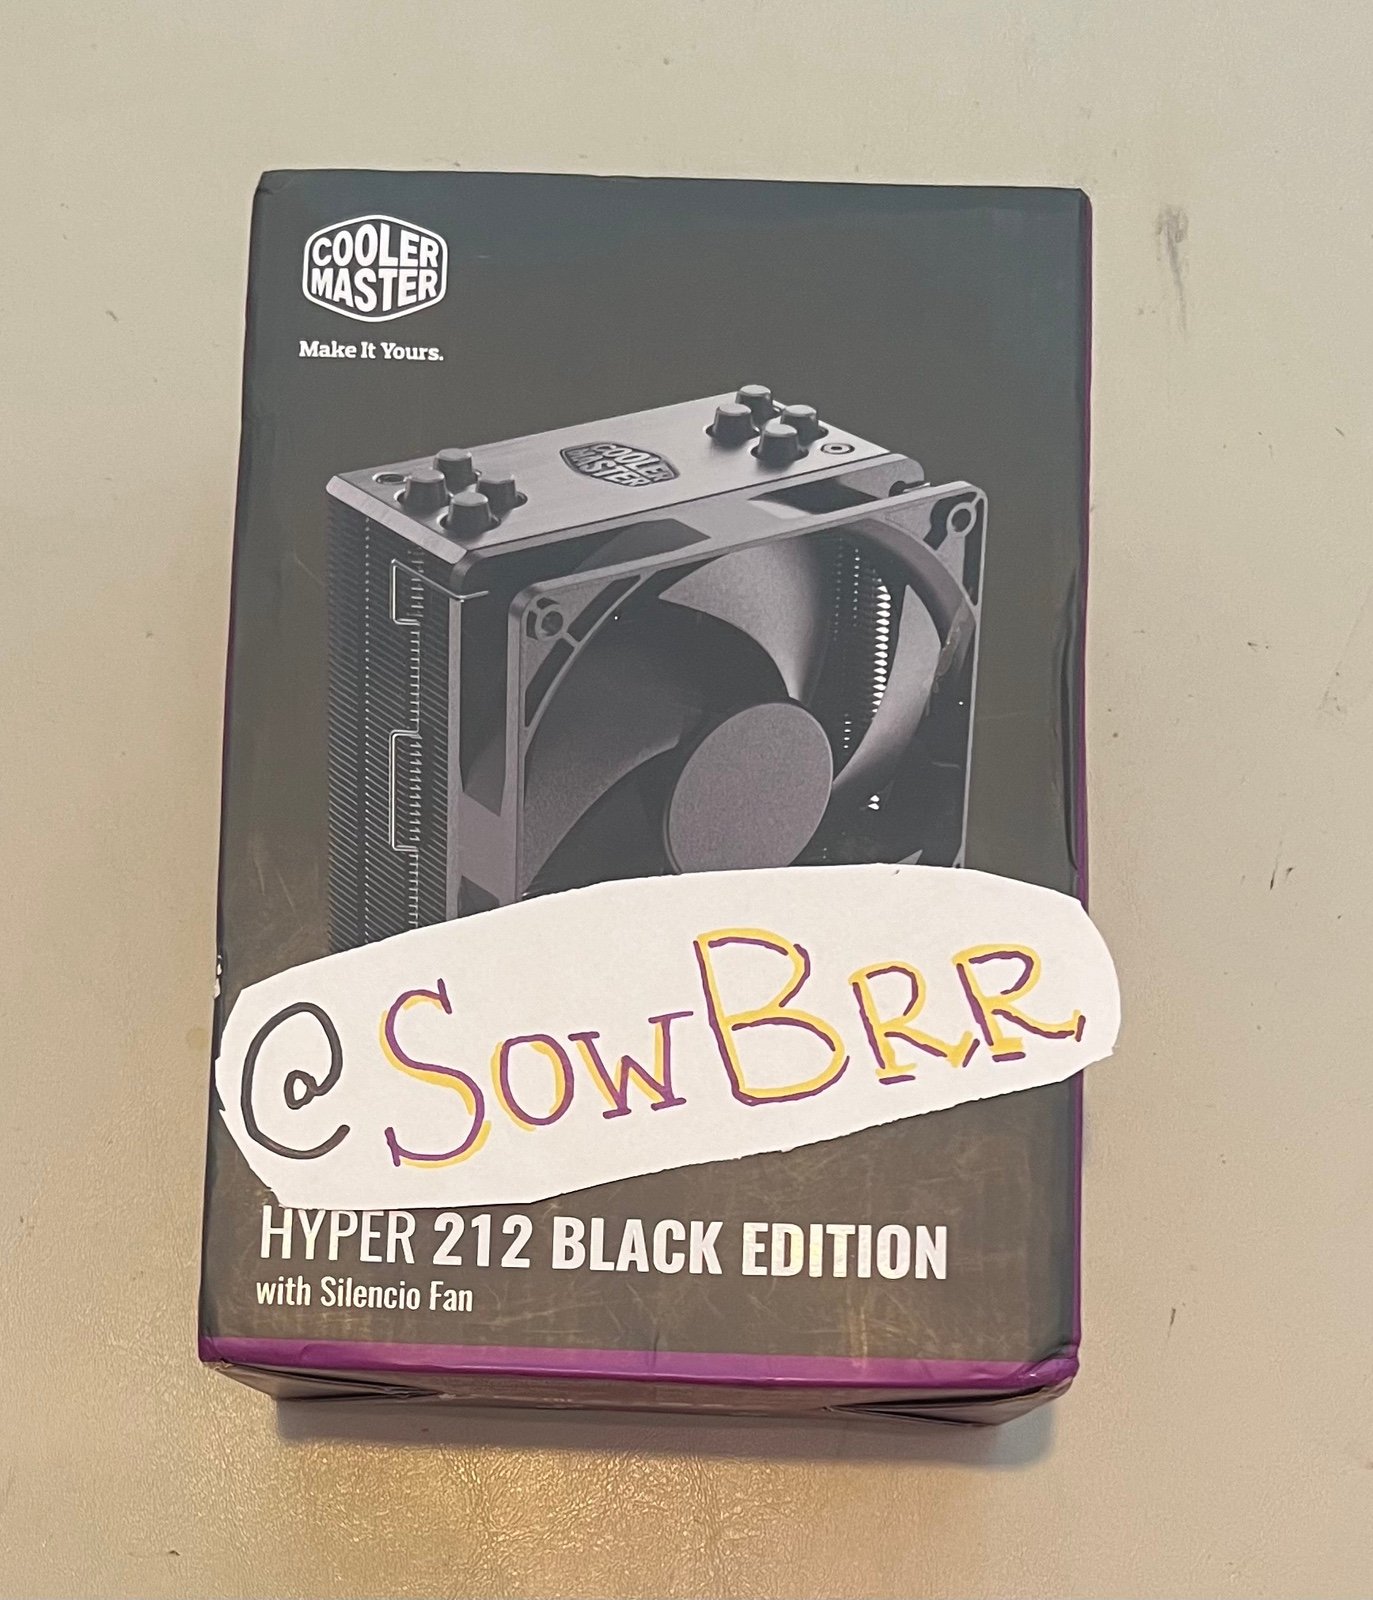 COOLER
MASTER
Make It Yours.
COOLER
MASTER
@SowBRR
HYPER 212 BLACK EDITION
with Silencio Fan